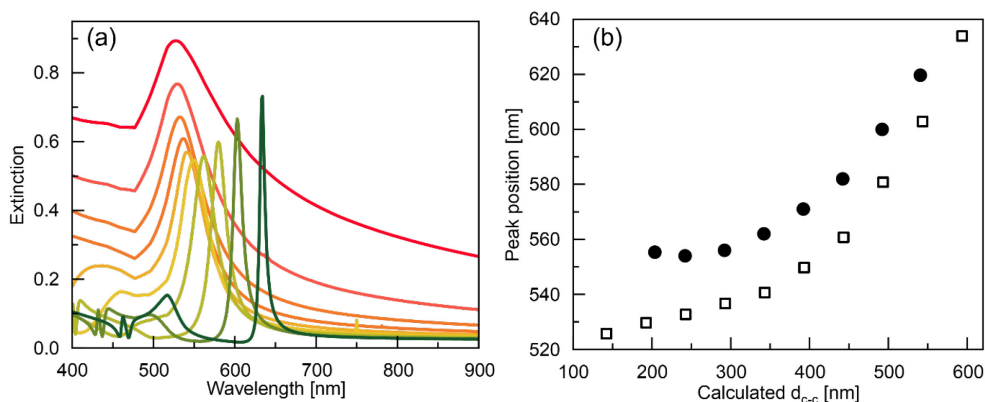 (a)
Extinction
0.8
0.6
0.4
0.2
0.0
400 500 600 700 800 900
Wavelength [nm]
(b)
Peak position [nm]
640
620
600
580
560
540
520
100 200 300 400 500 600
Calculated d_c-c [nm]